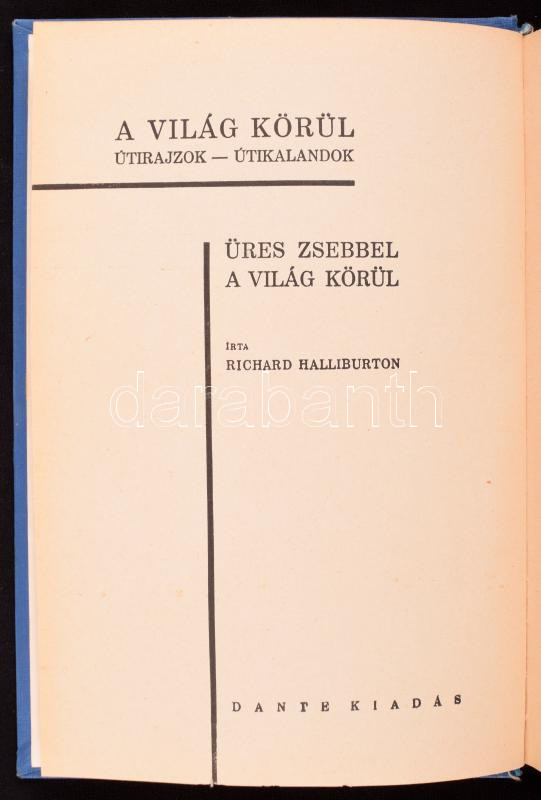 A VILÁG KÖRÜL
ÚTIRAJZOK — ÚTIKALANDOK
ÜRES ZSEBBEL
A VILÁG KÖRÜL
ÍRTA
RICHARD HALLIBURTON
darabanth
DANTE KIADÁS